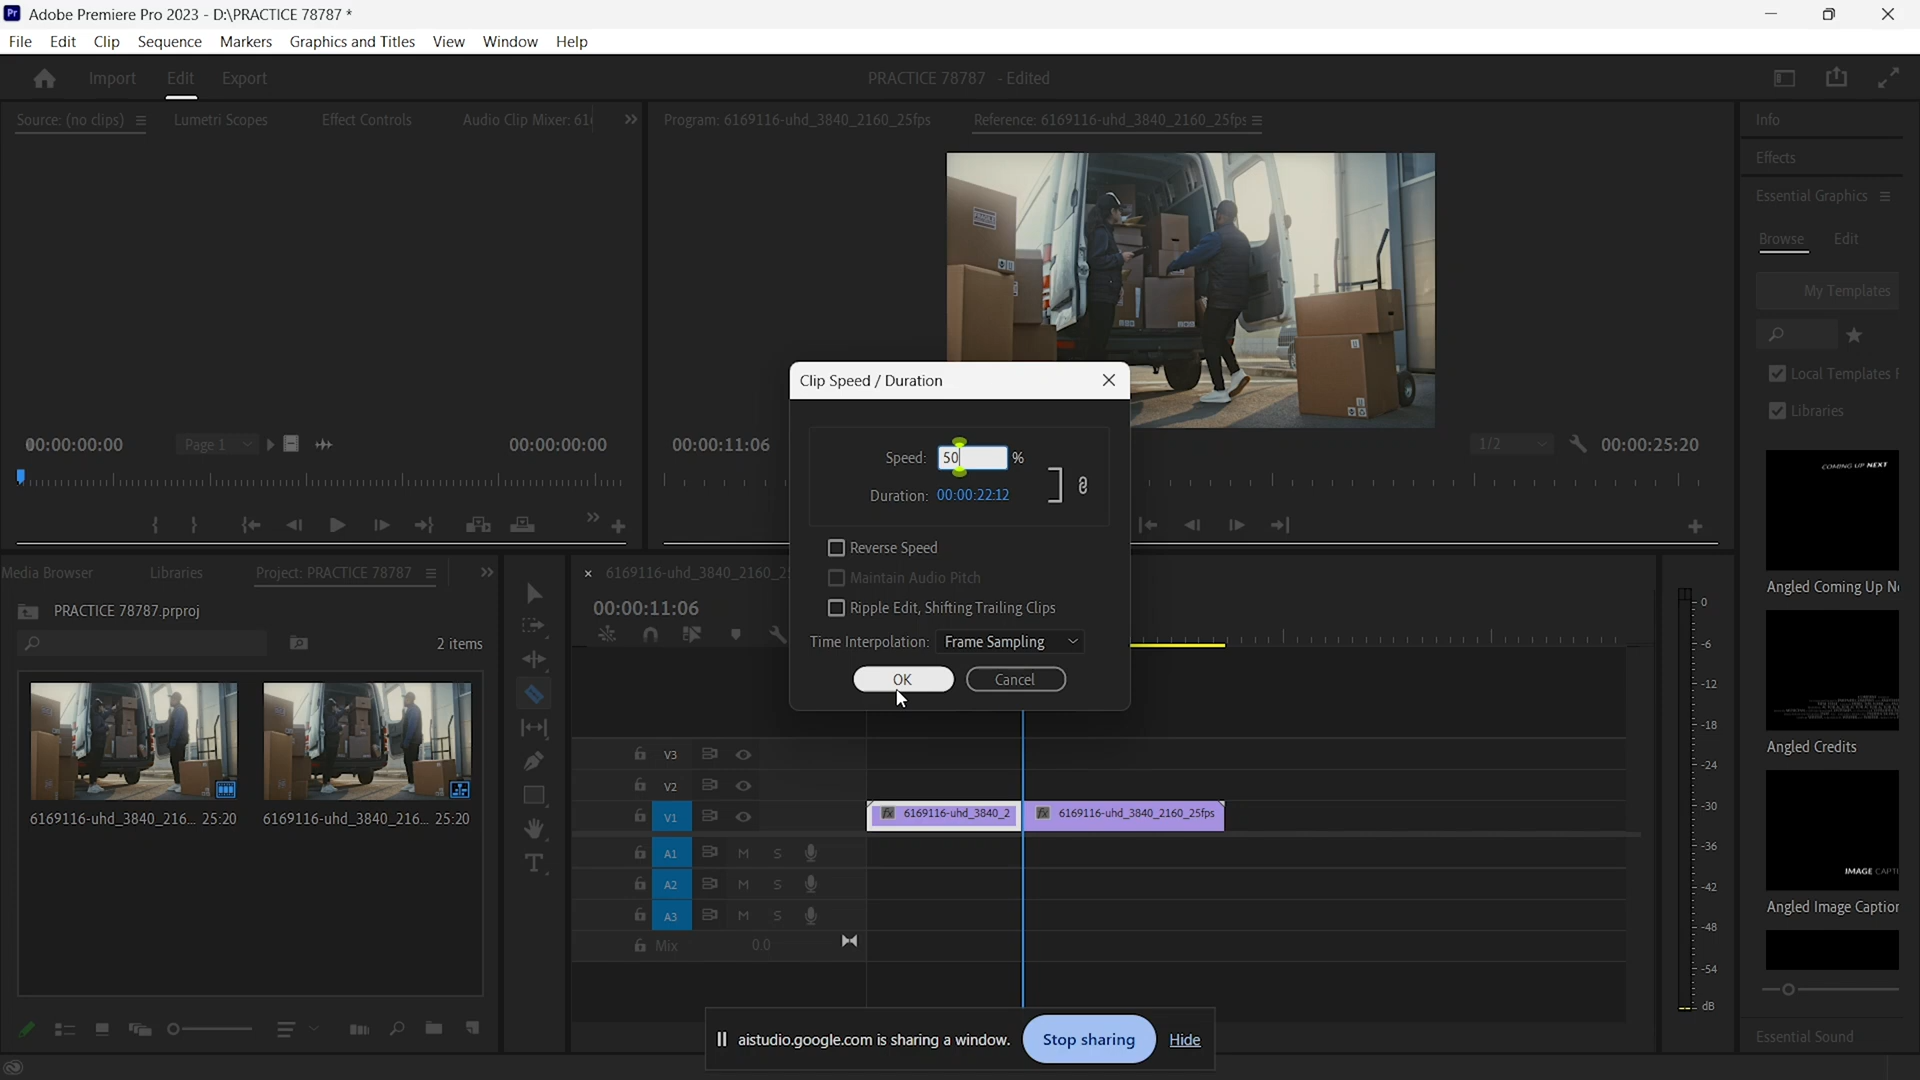 Adobe Premiere Pro 2023 - D:\PRACTICE 78787 *
File Edit Clip Sequence Markers Graphics and Titles View Window Help
Import Edit Export
PRACTICE 78787 - Edited
Source: (no clips)
Lumetri Scopes
Effect Controls
Audio Clip Mixer: 61
Program: 6169116-uhd_3840_2160_25fps
Reference: 6169116-uhd_3840_2160_25fps
Info
Effects
Essential Graphics
Browse Edit
My Templates
Local Templates F
Libraries
COMING UP NEXT
Angled Coming Up N
Angled Credits
IMAGE CAPTI
Angled Image Caption
Essential Sound
00:00:00:00
Page 1
00:00:00:00
00:00:11:06
1/2
00:00:25:20
Clip Speed / Duration
Speed: 50 %
Duration: 00:00:22:12
Reverse Speed
Maintain Audio Pitch
Ripple Edit, Shifting Trailing Clips
Time Interpolation: Frame Sampling
OK Cancel
Media Browser
Libraries
Project: PRACTICE 78787
PRACTICE 78787.prproj
2 items
6169116-uhd_3840_216... 25:20
6169116-uhd_3840_216... 25:20
6169116-uhd_3840_2160_2
00:00:11:06
V3
V2
V1
6169116-uhd_3840_2
6169116-uhd_3840_2160_25fps
A1 M S
A2 M S
A3 M S
Mix 0.0
0
-6
-12
-18
-24
-30
-36
-42
-48
-54
dB
aistudio.google.com is sharing a window.
Stop sharing
Hide